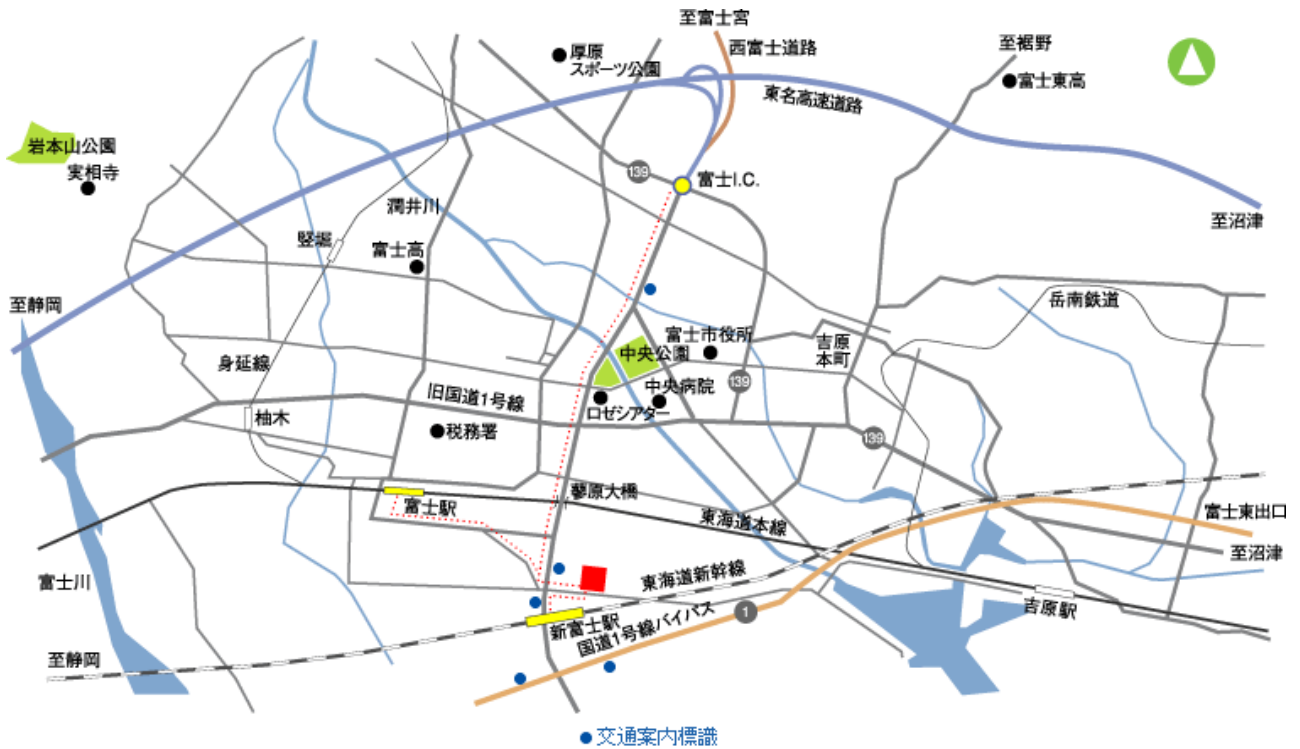 至富士宮
西富士道路
至裾野
厚原
スポーツ公園
富士東高
東名高速道路
岩本山公園
実相寺
139
富士I.C.
潤井川
至沼津
竪堀
富士高
至静岡
岳南鉄道
富士市役所
吉原
本町
中央公園
身延線
139
中央病院
旧国道1号線
ロゼシアター
柚木
税務署
139
蓼原大橋
富士駅
東海道本線
富士東出口
至沼津
富士川
東海道新幹線
吉原駅
新富士駅
国道1号線バイパス
1
至静岡
交通案内標識